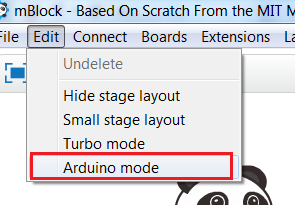 mBlock - Based On Scratch From the MIT M
File Edit Connect Boards Extensions La
Undelete
Hide stage layout
Small stage layout
Turbo mode
Arduino mode